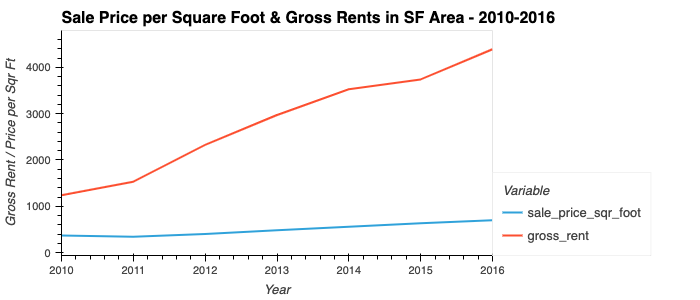 Sale Price per Square Foot & Gross Rents in SF Area - 2010-2016
Gross Rent / Price per Sqr Ft
4000
3000
2000
1000
0
2010 2011 2012 2013 2014 2015 2016
Year
Variable
sale_price_sqr_foot
gross_rent